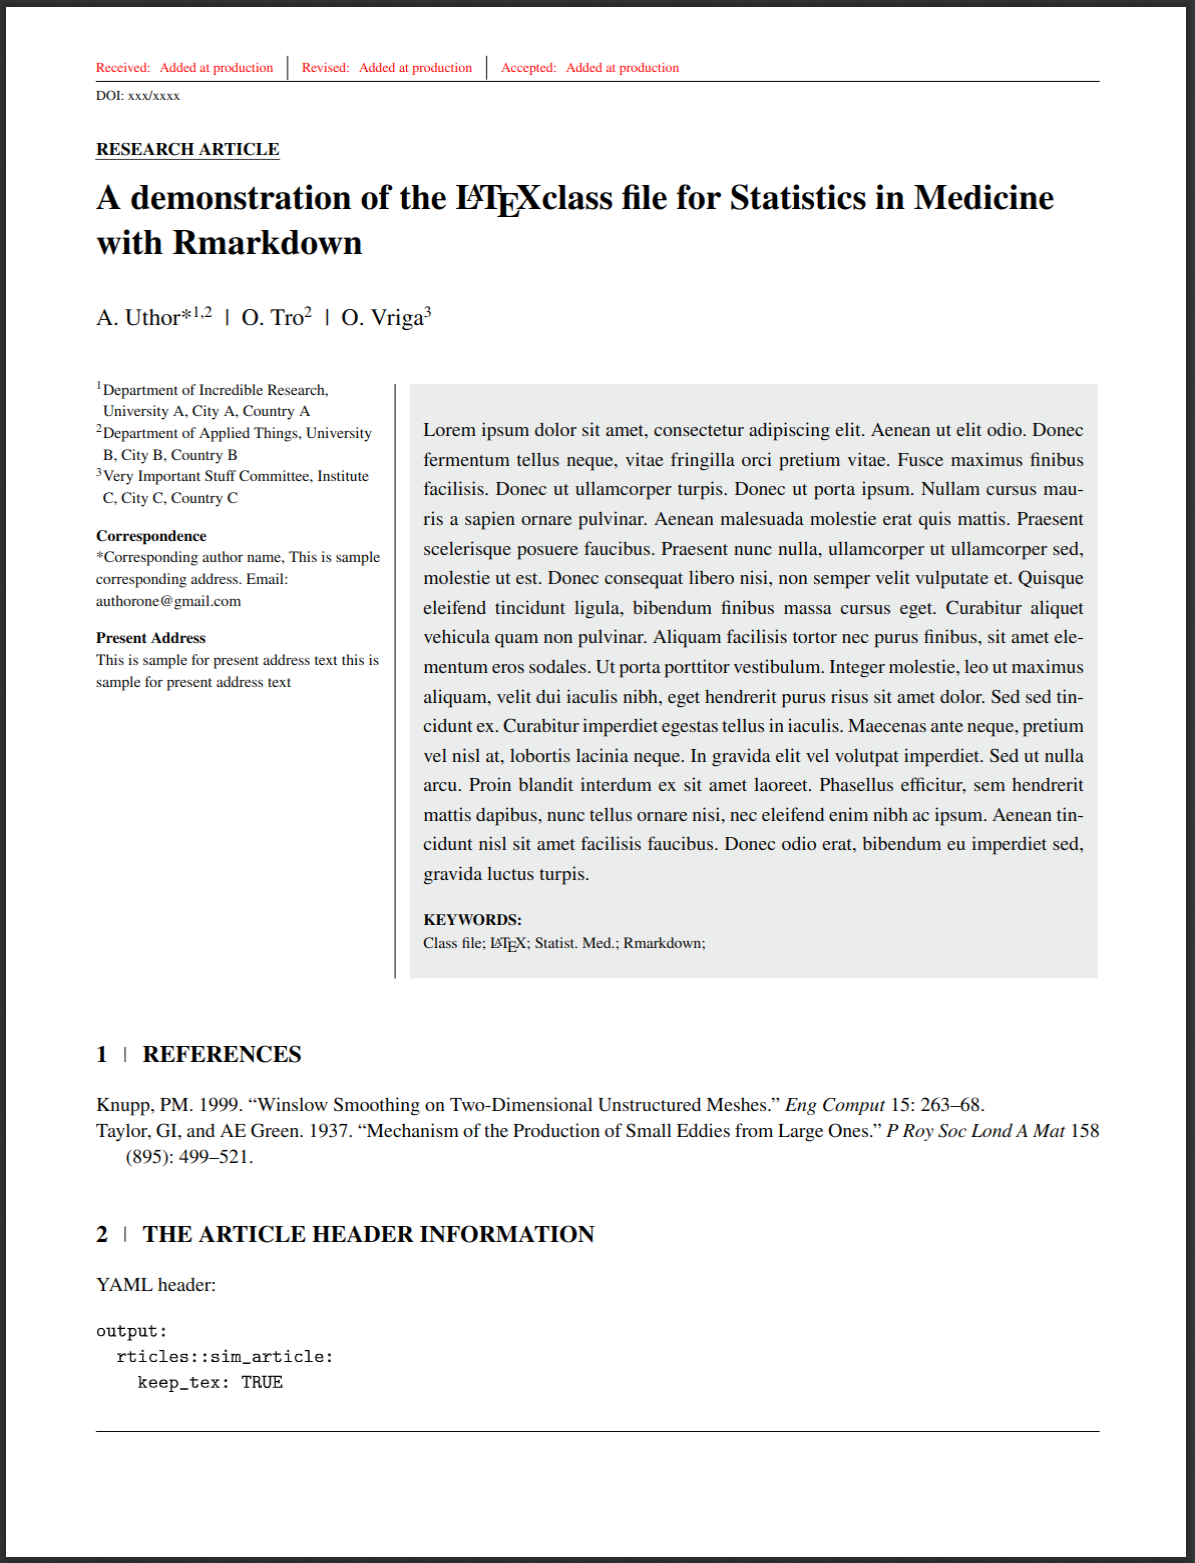 Received: Added at production | Revised: Added at production | Accepted: Added at production
DOI: xxx/xxxx
RESEARCH ARTICLE
A demonstration of the LATEXclass file for Statistics in Medicine
with Rmarkdown
A. Uthor*1,2 | O. Tro2 | O. Vriga3
1Department of Incredible Research,
University A, City A, Country A
2Department of Applied Things, University
B, City B, Country B
3Very Important Stuff Committee, Institute
C, City C, Country C
Correspondence
*Corresponding author name, This is sample
corresponding address. Email:
authorone@gmail.com
Present Address
This is sample for present address text this is
sample for present address text
Lorem ipsum dolor sit amet, consectetur adipiscing elit. Aenean ut elit odio. Donec
fermentum tellus neque, vitae fringilla orci pretium vitae. Fusce maximus finibus
facilisis. Donec ut ullamcorper turpis. Donec ut porta ipsum. Nullam cursus mau-
ris a sapien ornare pulvinar. Aenean malesuada molestie erat quis mattis. Praesent
scelerisque posuere faucibus. Praesent nunc nulla, ullamcorper ut ullamcorper sed,
molestie ut est. Donec consequat libero nisi, non semper velit vulputate et. Quisque
eleifend tincidunt ligula, bibendum finibus massa cursus eget. Curabitur aliquet
vehicula quam non pulvinar. Aliquam facilisis tortor nec purus finibus, sit amet ele-
mentum eros sodales. Ut porta porttitor vestibulum. Integer molestie, leo ut maximus
aliquam, velit dui iaculis nibh, eget hendrerit purus risus sit amet dolor. Sed sed tin-
cidunt ex. Curabitur imperdiet egestas tellus in iaculis. Maecenas ante neque, pretium
vel nisl at, lobortis lacinia neque. In gravida elit vel volutpat imperdiet. Sed ut nulla
arcu. Proin blandit interdum ex sit amet laoreet. Phasellus efficitur, sem hendrerit
mattis dapibus, nunc tellus ornare nisi, nec eleifend enim nibh ac ipsum. Aenean tin-
cidunt nisl sit amet facilisis faucibus. Donec odio erat, bibendum eu imperdiet sed,
gravida luctus turpis.
KEYWORDS:
Class file; LATEX; Statist. Med.; Rmarkdown;
1 | REFERENCES
Knupp, PM. 1999. “Winslow Smoothing on Two-Dimensional Unstructured Meshes.” Eng Comput 15: 263–68.
Taylor, GI, and AE Green. 1937. “Mechanism of the Production of Small Eddies from Large Ones.” P Roy Soc Lond A Mat 158
(895): 499–521.
2 | THE ARTICLE HEADER INFORMATION
YAML header:
output:
  rticles::sim_article:
    keep_tex: TRUE